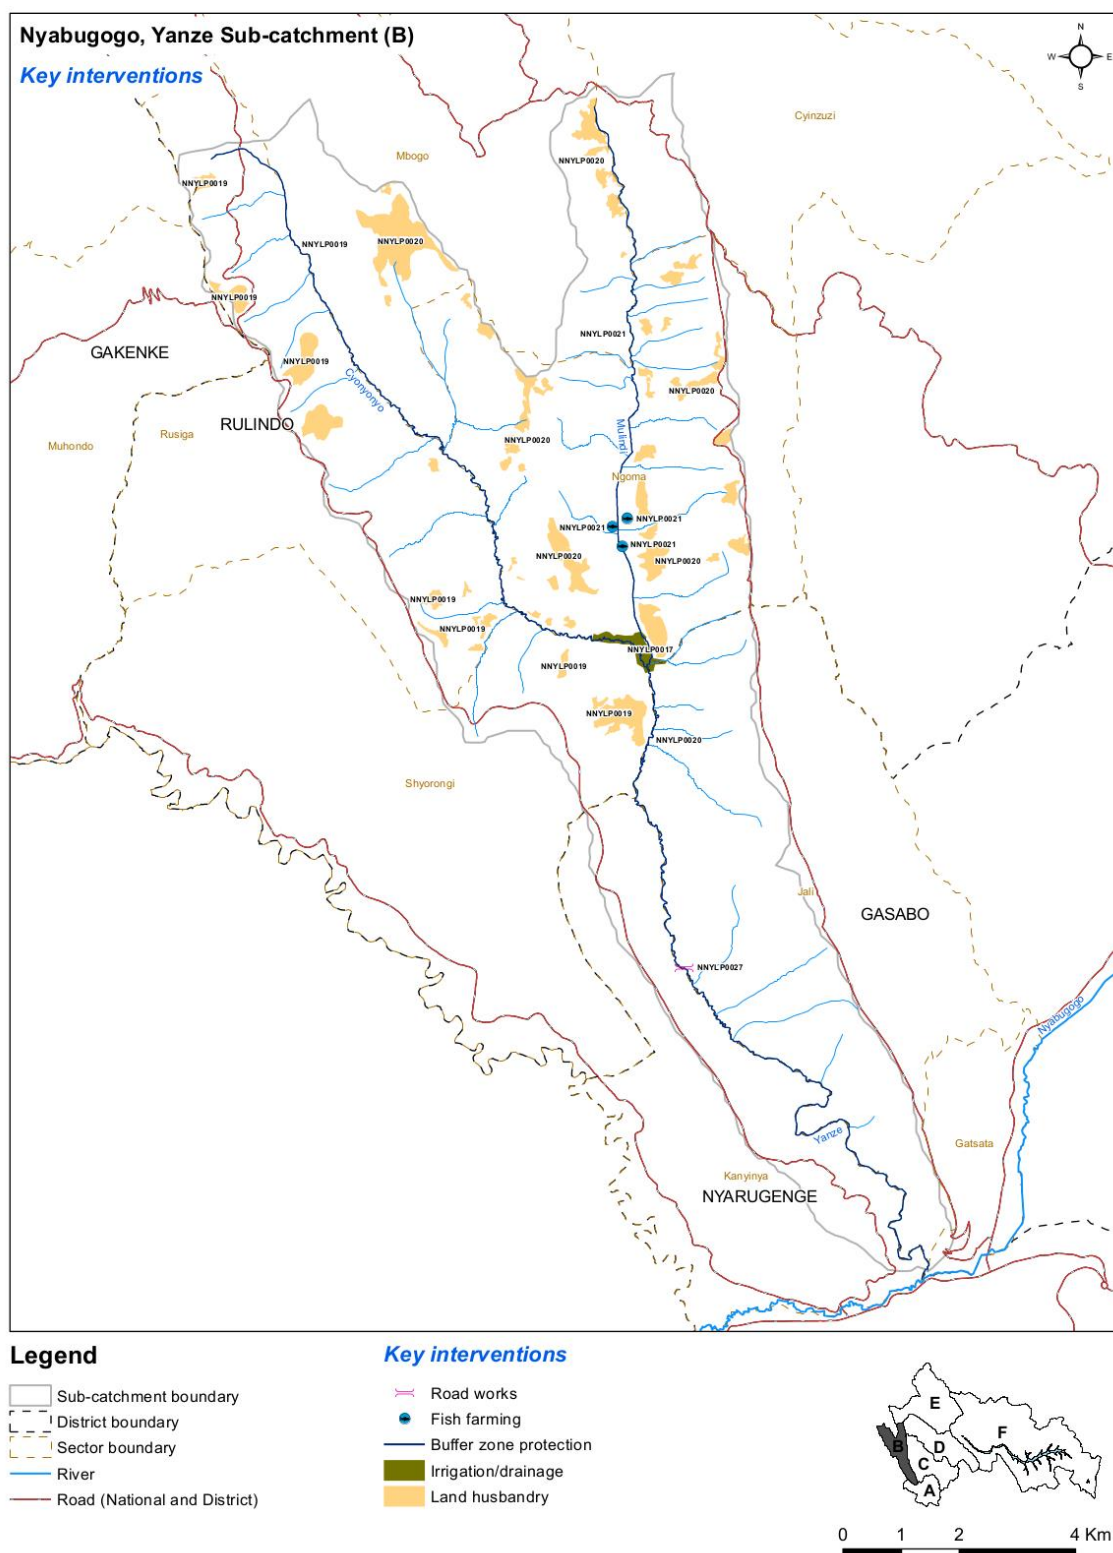 Nyabugogo, Yanze Sub-catchment (B)
Key interventions
N
W
E
S
Cyinzuzi
Mbogo
NNYLP0020
NNYLP0019
NNYLP0019
NNYLP0020
NNYLP0019
NNYLP0021
GAKENKE
NNYLP0019
Cyonyonyo
NNYLP0020
RULINDO
Muhondo
Rusiga
NNYLP0020
Mulindi
Ngoma
NNYLP0021
NNYLP0021
NNYLP0021
NNYLP0020
NNYLP0020
NNYLP0019
NNYLP0019
NNYLP0017
NNYLP0019
NNYLP0019
NNYLP0020
Shyorongi
Jali
GASABO
NNYLP0027
Nyabugogo
Yanze
Gatsata
Kanyinya
NYARUGENGE
Legend
Sub-catchment boundary
District boundary
Sector boundary
River
Road (National and District)
Key interventions
Road works
Fish farming
Buffer zone protection
Irrigation/drainage
Land husbandry
E
F
B
D
C
A
0 1 2 4 Km